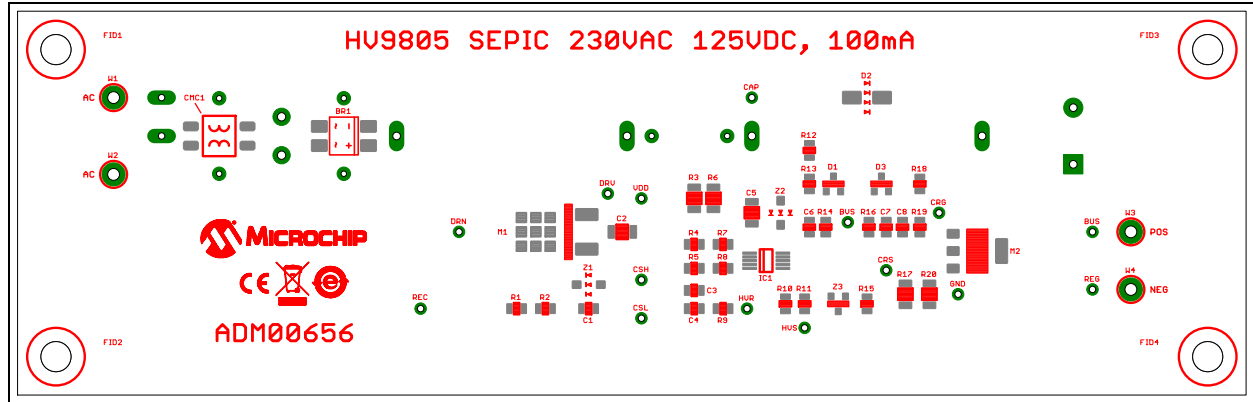 HV9805 SEPIC 230VAC 125VDC, 100mA
FID1
FID3
W1
AC
CMC1
BR1
CAP
D2
W2
AC
R12
R13
D1
D3
R18
DRV
VDD
R3
R6
C5
Z2
CRG
DRN
M1
C2
C6
R14
BVS
R16
C7
C8
R19
BUS
W3
POS
MICROCHIP
R4
R7
M2
R5
R8
IC1
CRS
CE
e
Z1
CSH
C3
R10
R11
Z3
R15
R17
R20
GND
REG
W4
NEG
REC
R1
R2
C1
CSL
C4
R9
HVR
HVS
ADM00656
FID2
FID4